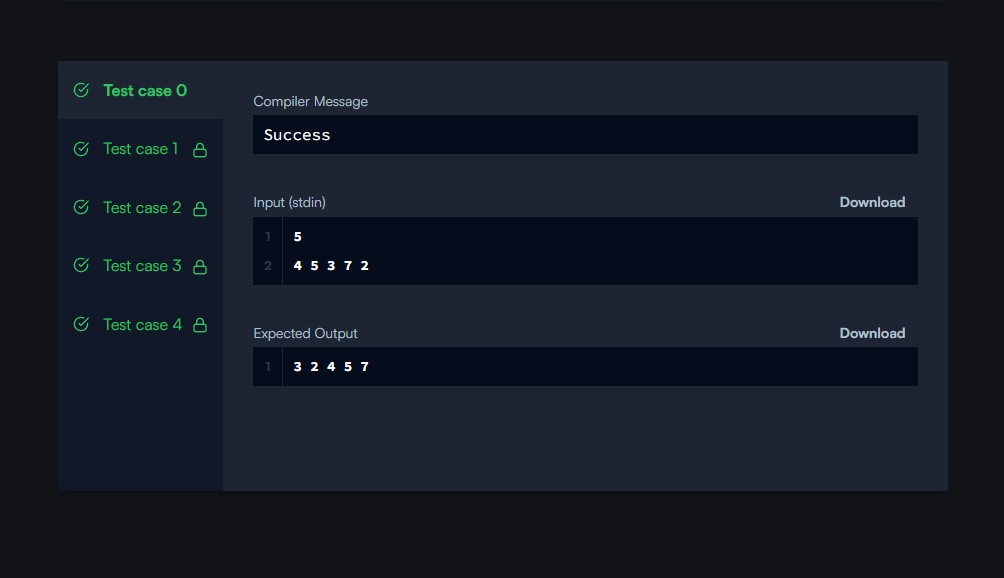 Test case 0
Test case 1
Test case 2
Test case 3
Test case 4
Compiler Message
Success
Input (stdin)
Download
1 5
2 4 5 3 7 2
Expected Output
Download
1 3 2 4 5 7